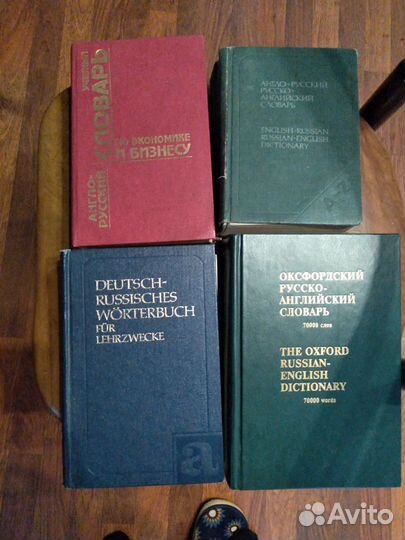 АНГЛО-
РУССКИЙ
УЧЕБНЫЙ
СЛОВАРЬ
ПО ЭКОНОМИКЕ
И БИЗНЕСУ
АНГЛО-РУССКИЙ
РУССКО-
АНГЛИЙСКИЙ
СЛОВАРЬ
ENGLISH-RUSSIAN
RUSSIAN-ENGLISH
DICTIONARY
A-Z
DEUTSCH-
RUSSISCHES
WÖRTERBUCH
FÜR
LEHRZWECKE
a
ОКСФОРДСКИЙ
РУССКО-
АНГЛИЙСКИЙ
СЛОВАРЬ
70000 слов
THE OXFORD
RUSSIAN-
ENGLISH
DICTIONARY
70000 words
Avito